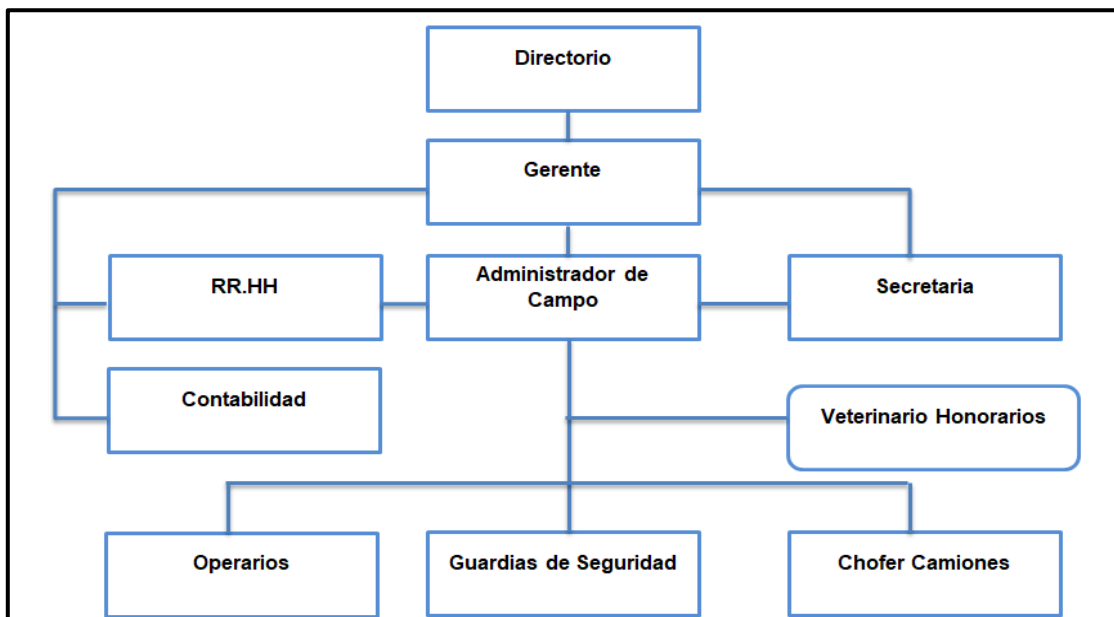 Directorio
Gerente
RR.HH
Administrador de
Campo
Secretaria
Contabilidad
Veterinario Honorarios
Operarios
Guardias de Seguridad
Chofer Camiones